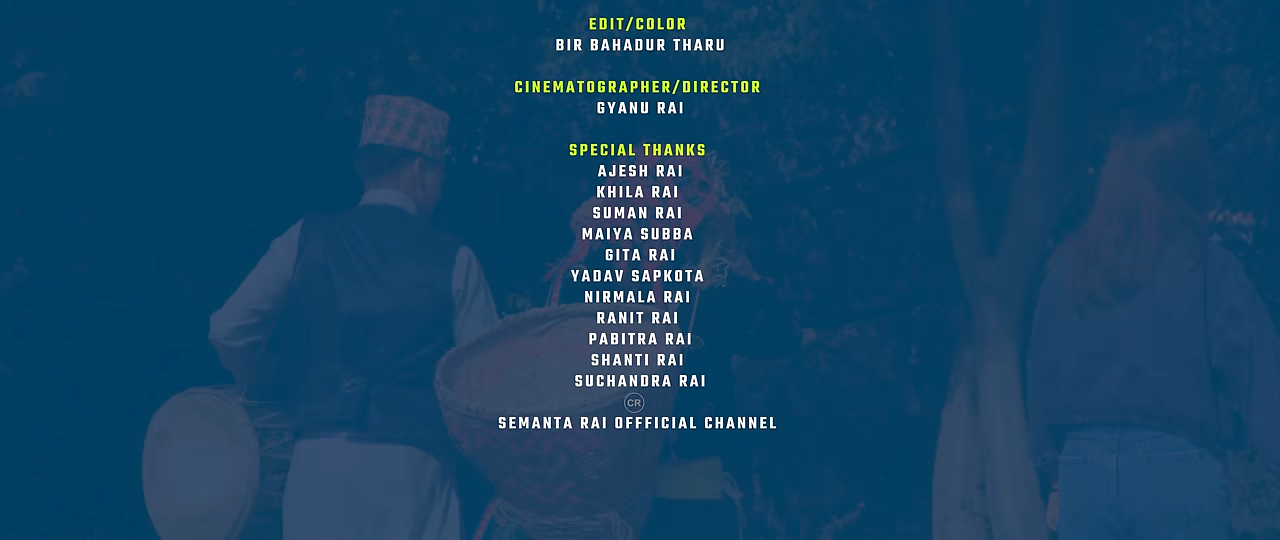 EDIT/COLOR
BIR BAHADUR THARU
CINEMATOGRAPHER/DIRECTOR
GYANU RAI
SPECIAL THANKS
AJESH RAI
KHILA RAI
SUMAN RAI
MAIYA SUBBA
GITA RAI
YADAV SAPKOTA
NIRMALA RAI
RANIT RAI
PABITRA RAI
SHANTI RAI
SUCHANDRA RAI
CR
SEMANTA RAI OFFFICIAL CHANNEL